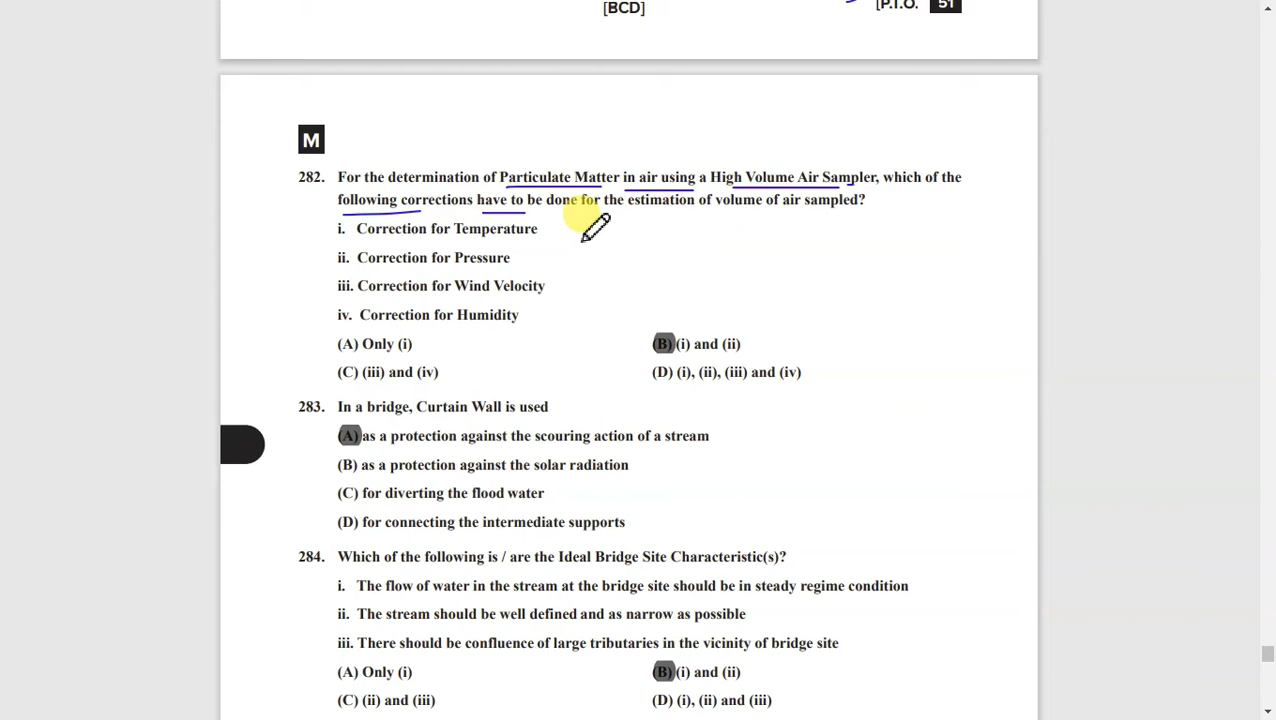 [BCD]
[P.T.O. 51
M
282. For the determination of Particulate Matter in air using a High Volume Air Sampler, which of the
following corrections have to be done for the estimation of volume of air sampled?
i. Correction for Temperature
ii. Correction for Pressure
iii. Correction for Wind Velocity
iv. Correction for Humidity
(A) Only (i) (B) (i) and (ii)
(C) (iii) and (iv) (D) (i), (ii), (iii) and (iv)
283. In a bridge, Curtain Wall is used
(A) as a protection against the scouring action of a stream
(B) as a protection against the solar radiation
(C) for diverting the flood water
(D) for connecting the intermediate supports
284. Which of the following is / are the Ideal Bridge Site Characteristic(s)?
i. The flow of water in the stream at the bridge site should be in steady regime condition
ii. The stream should be well defined and as narrow as possible
iii. There should be confluence of large tributaries in the vicinity of bridge site
(A) Only (i) (B) (i) and (ii)
(C) (ii) and (iii) (D) (i), (ii) and (iii)